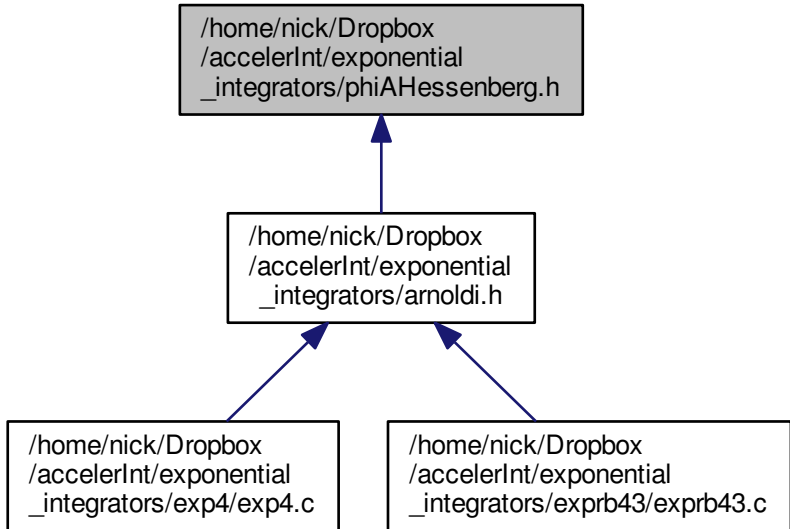 /home/nick/Dropbox
/accelerInt/exponential
_integrators/phiAHessenberg.h
/home/nick/Dropbox
/accelerInt/exponential
_integrators/arnoldi.h
/home/nick/Dropbox
/accelerInt/exponential
_integrators/exp4/exp4.c
/home/nick/Dropbox
/accelerInt/exponential
_integrators/exprb43/exprb43.c